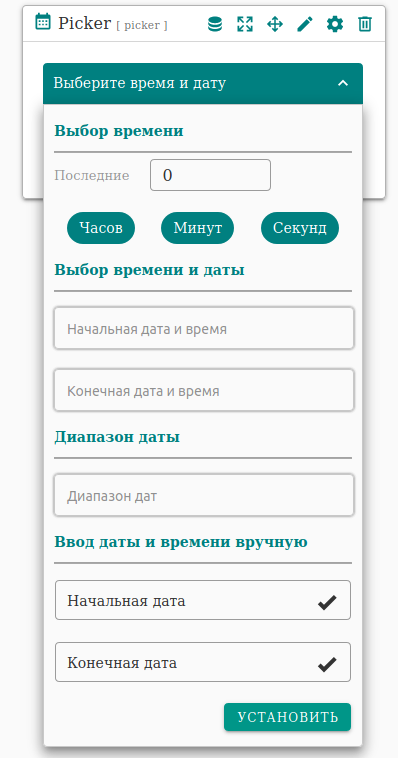 Picker [ picker ]
Выберите время и дату
Выбор времени
Последние 0
Часов Минут Секунд
Выбор времени и даты
Начальная дата и время
Конечная дата и время
Диапазон даты
Диапазон дат
Ввод даты и времени вручную
Начальная дата
Конечная дата
УСТАНОВИТЬ